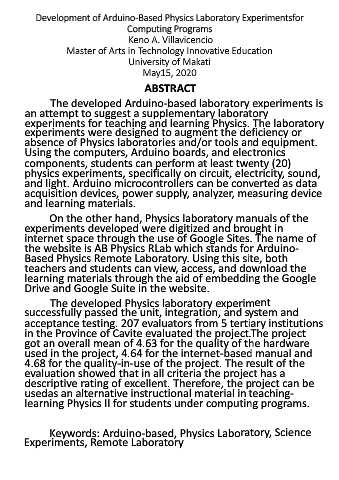 Development of Arduino-Based Physics Laboratory Experimentsfor
Computing Programs
Keno A. Villavicencio
Master of Arts in Technology Innovative Education
University of Makati
May15, 2020
ABSTRACT
The developed Arduino-based laboratory experiments is
an attempt to suggest a supplementary laboratory
experiments for teaching and learning Physics. The laboratory
experiments were designed to augment the deficiency or
absence of Physics laboratories and/or tools and equipment.
Using the computers, Arduino boards, and electronics
components, students can perform at least twenty (20)
physics experiments, specifically on circuit, electricity, sound,
and light. Arduino microcontrollers can be converted as data
acquisition devices, power supply, analyzer, measuring device
and learning materials.
On the other hand, Physics laboratory manuals of the
experiments developed were digitized and brought in
internet space through the use of Google Sites. The name of
the website is AB Physics RLab which stands for Arduino-
Based Physics Remote Laboratory. Using this site, both
teachers and students can view, access, and download the
learning materials through the aid of embedding the Google
Drive and Google Suite in the website.
The developed Physics laboratory experiment
successfully passed the unit, integration, and system and
acceptance testing. 207 evaluators from 5 tertiary institutions
in the Province of Cavite evaluated the project.The project
got an overall mean of 4.63 for the quality of the hardware
used in the project, 4.64 for the internet-based manual and
4.68 for the quality-in-use of the project. The result of the
evaluation showed that in all criteria the project has a
descriptive rating of excellent. Therefore, the project can be
usedas an alternative instructional material in teaching-
learning Physics II for students under computing programs.
Keywords: Arduino-based, Physics Laboratory, Science
Experiments, Remote Laboratory